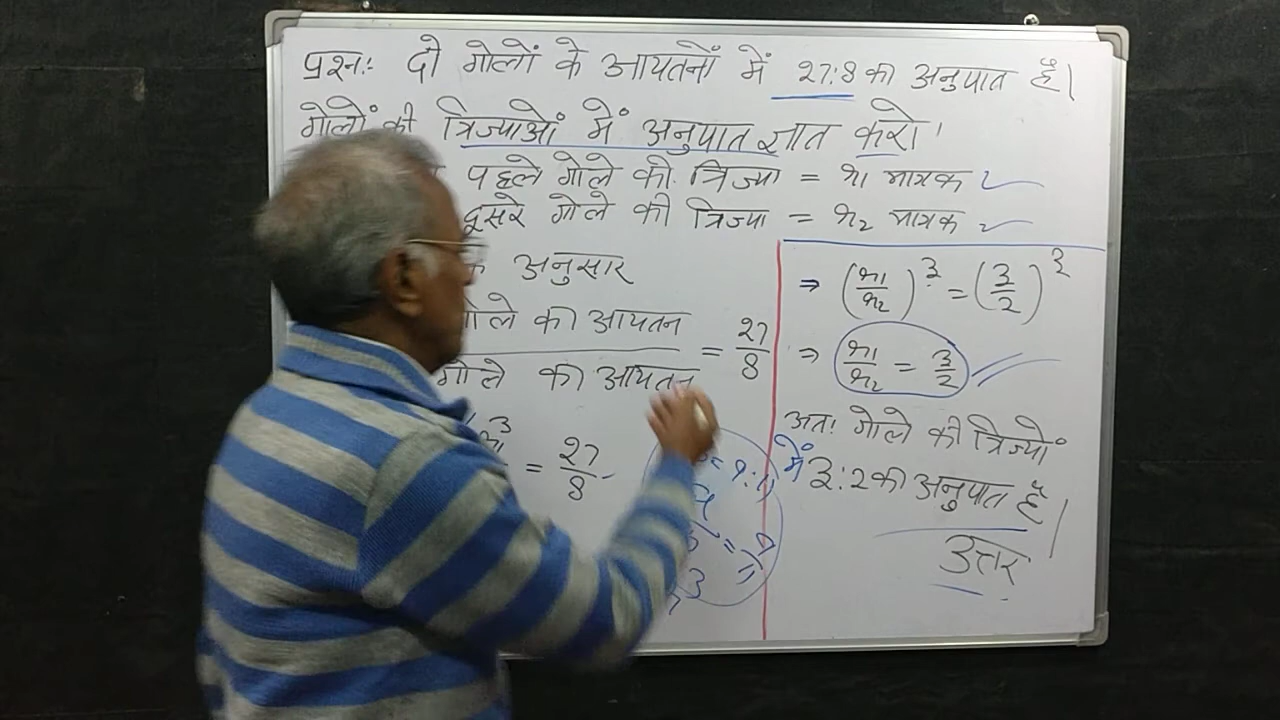 प्रश्न:- दो गोलों के आयतनों में 27:8 की अनुपात है।
गोलों की त्रिज्याओं में अनुपात ज्ञात करो।
पहले गोले की त्रिज्या = r1 मात्रक
दूसरे गोले की त्रिज्या = r2 मात्रक
के अनुसार
गोले की आयतन
गोले की आयतन
= 27/8
= 27/8
⇒ (r1/r2)^3 = (3/2)^3
⇒ r1/r2 = 3/2
अतः गोले की त्रिज्यों
में 3:2 की अनुपात है।
उत्तर